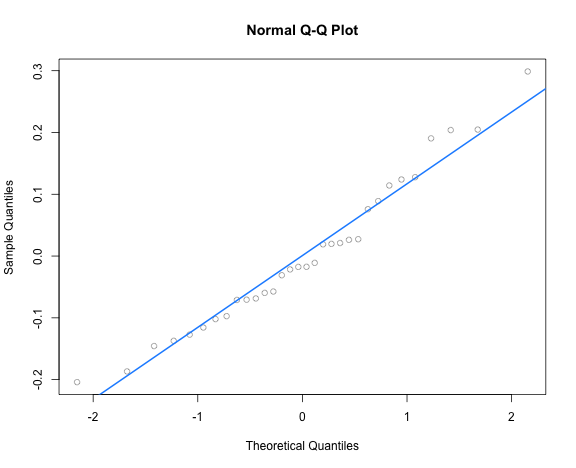 Normal Q-Q Plot
0.3
0.2
0.1
0.0
-0.1
-0.2
Sample Quantiles
-2 -1 0 1 2
Theoretical Quantiles